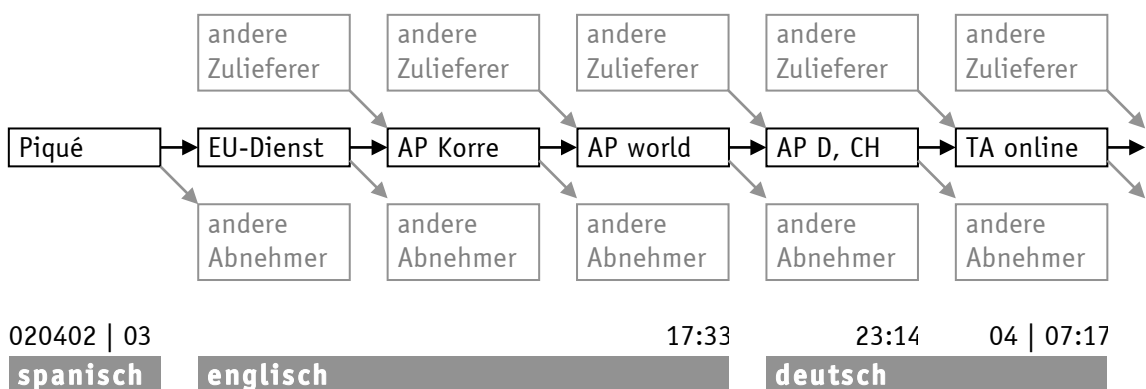 andere andere andere andere andere
Zulieferer Zulieferer Zulieferer Zulieferer Zulieferer
Piqué EU-Dienst AP Korre AP world AP D, CH TA online
andere andere andere andere andere
Abnehmer Abnehmer Abnehmer Abnehmer Abnehmer
020402 | 03 17:33 23:14 04 | 07:17
spanisch englisch deutsch